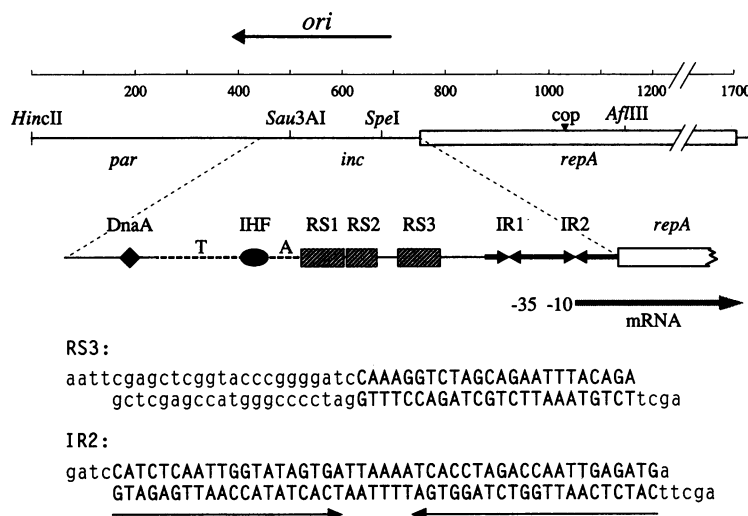 ori
200 400 600 800 1000 1200 1700
HincII Sau3AI SpeI cop AflIII
par inc repA
DnaA IHF RS1 RS2 RS3 IR1 IR2 repA
T A
-35 -10
mRNA
RS3:
aattcgagctcggtacccggggatcCAAAGGTCTAGCAGAATTTACAGA
gctcgagccatgggcccctagGTTTCCAGATCGTCTTAAATGTCTtcga
IR2:
gatcCATCTCAATTGGTATAGTGATTAAAATCACCTAGACCAATTGAGATGa
GTAGAGTTAACCATATCACTAATTTTAGTGGATCTGGTTAACTCTACttcga